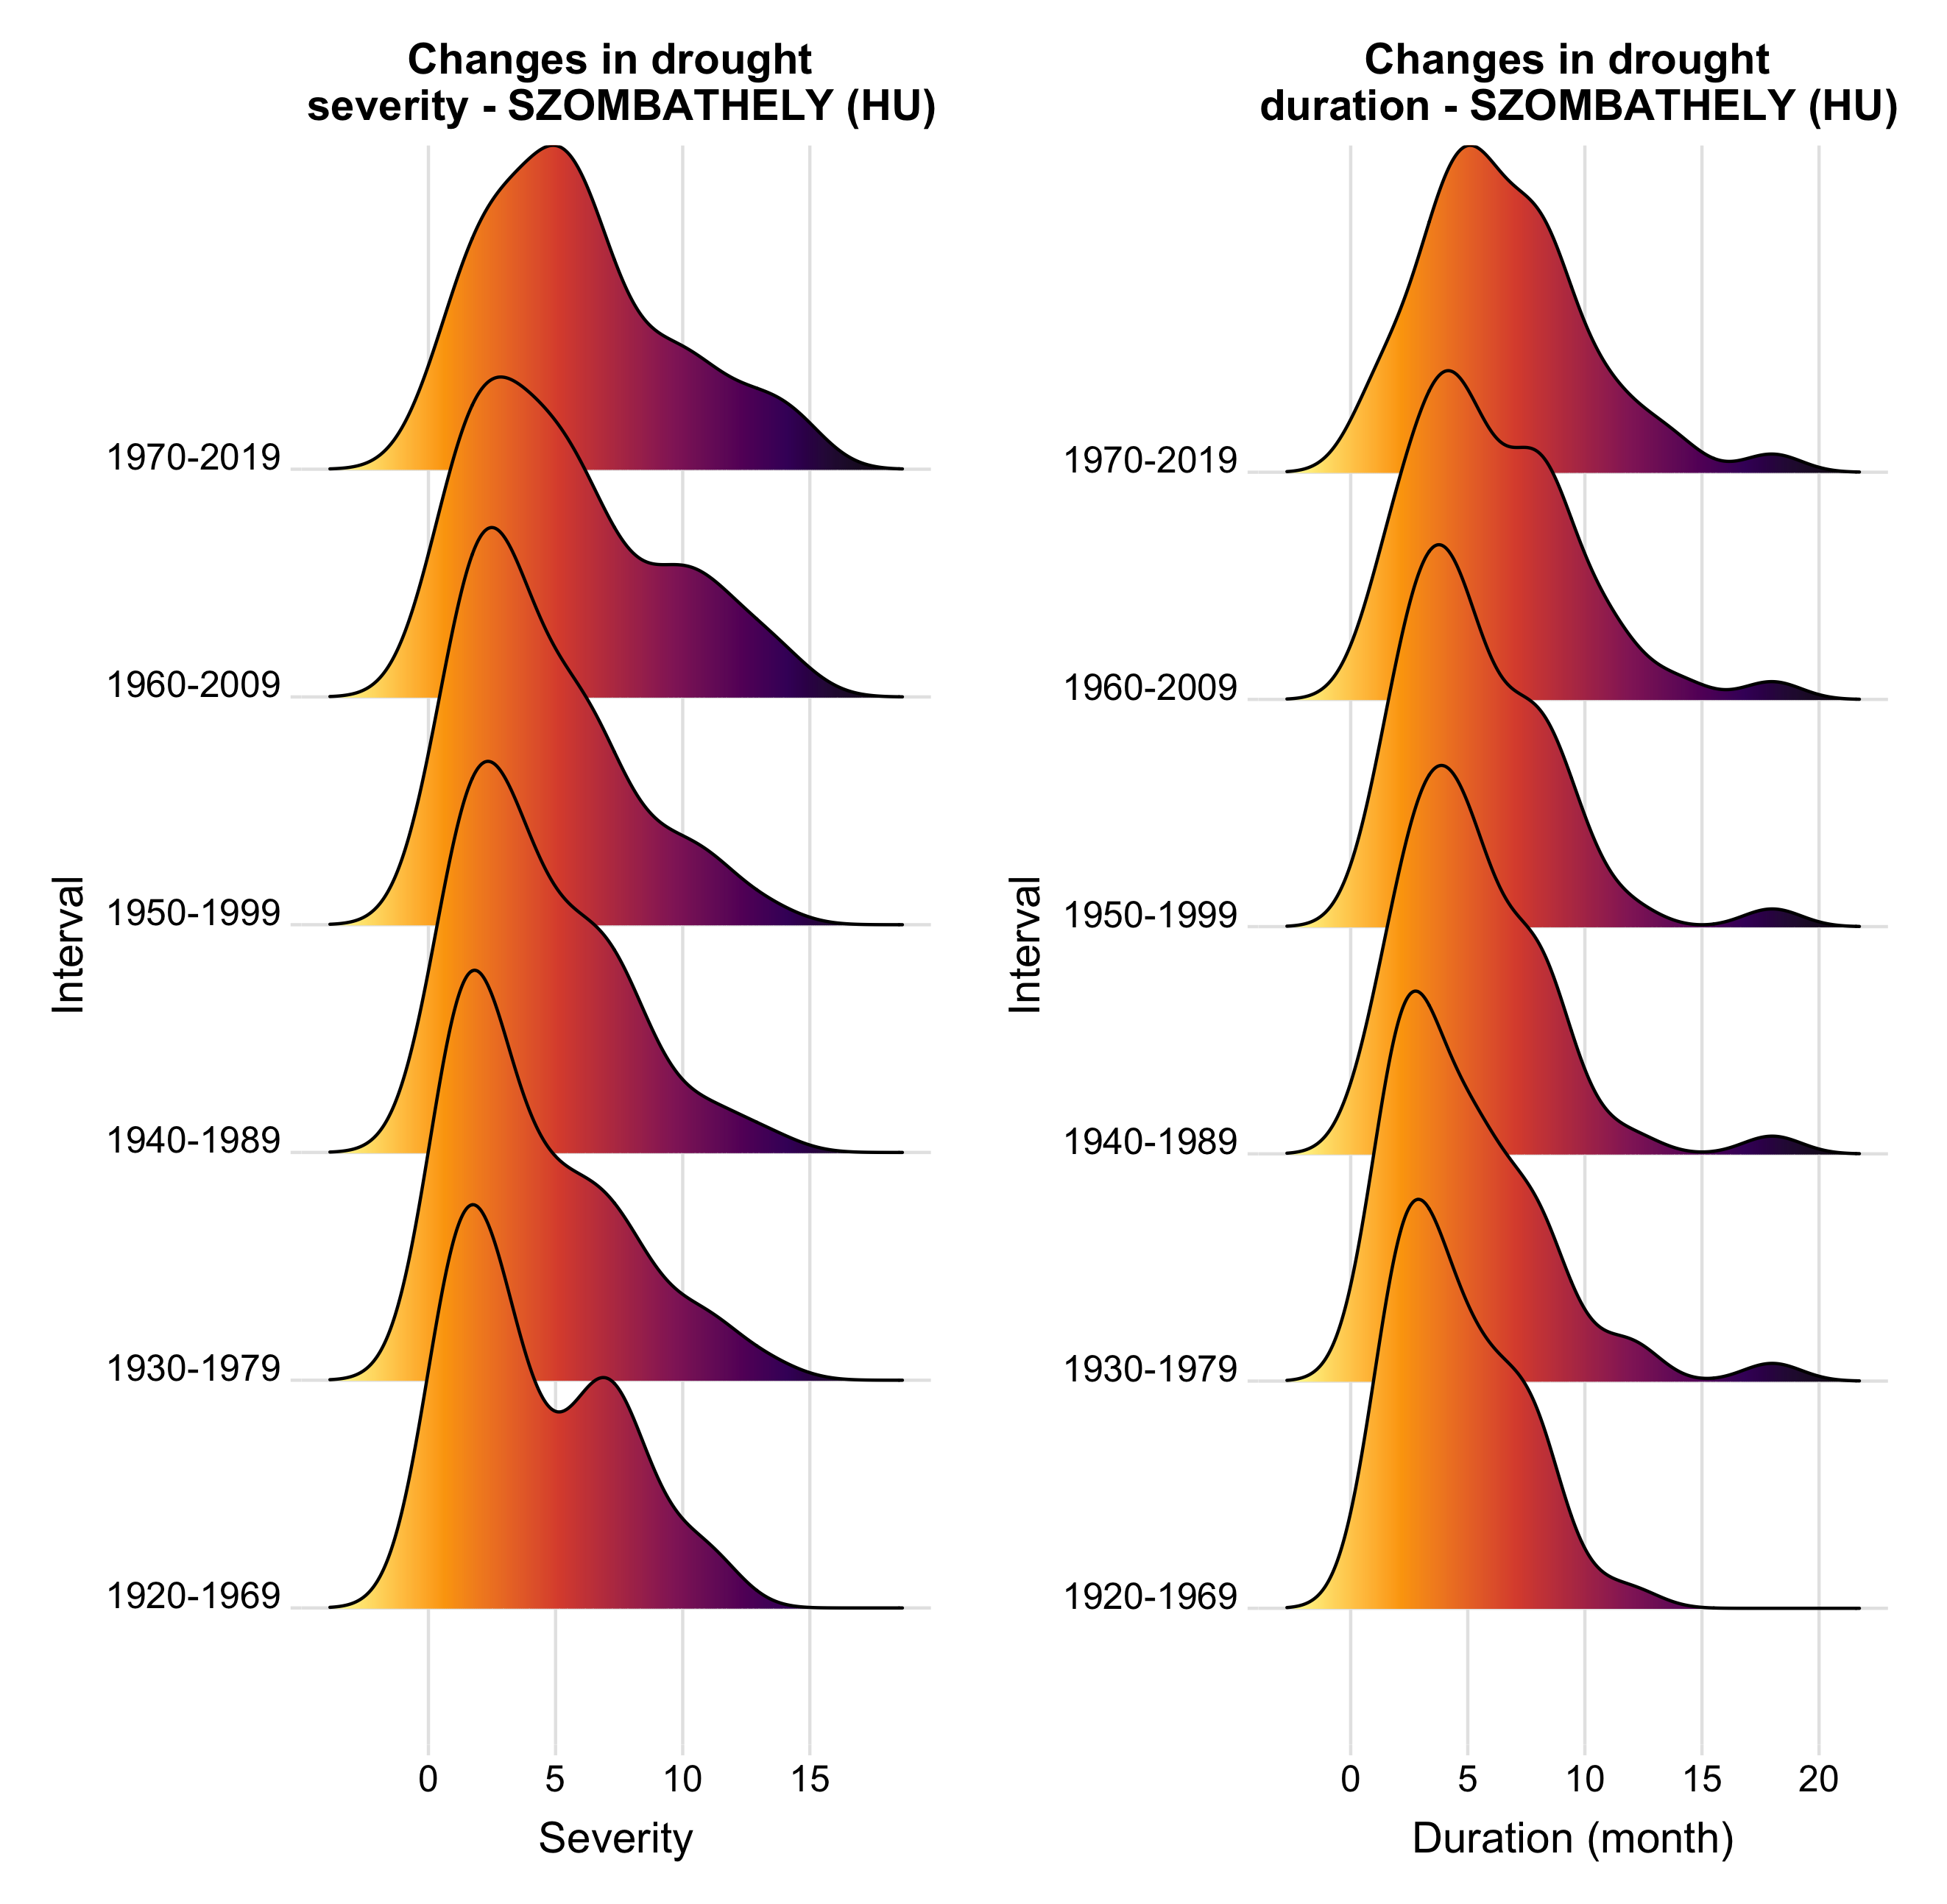 Changes in drought
severity - SZOMBATHELY (HU)
Interval
1970-2019
1960-2009
1950-1999
1940-1989
1930-1979
1920-1969
0 5 10 15
Severity
Changes in drought
duration - SZOMBATHELY (HU)
Interval
1970-2019
1960-2009
1950-1999
1940-1989
1930-1979
1920-1969
0 5 10 15 20
Duration (month)